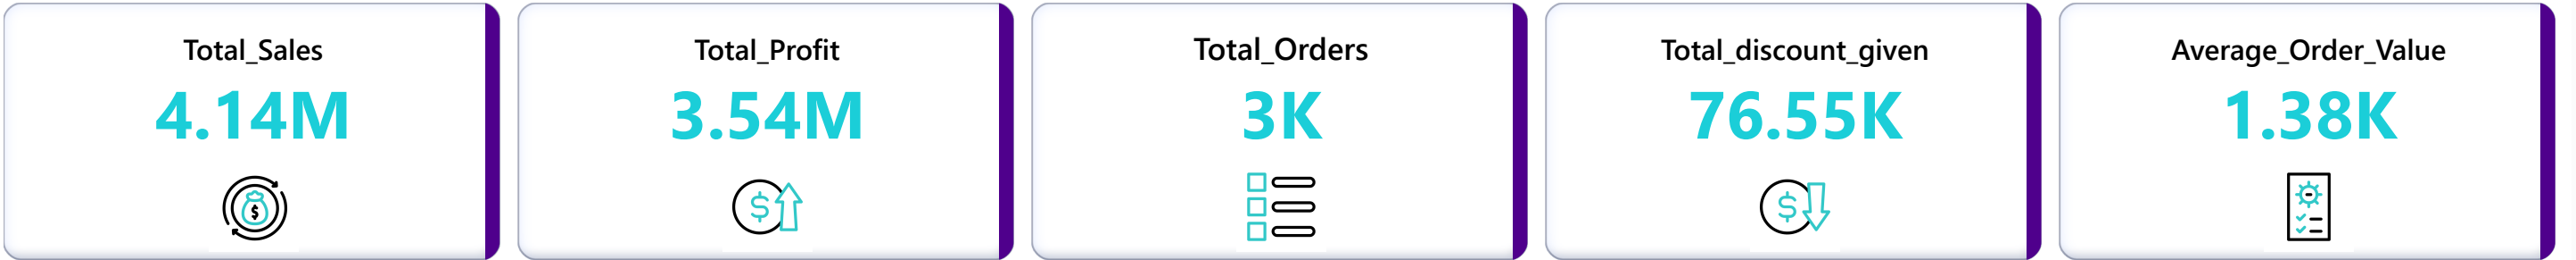 Total_Sales
4.14M
$
Total_Profit
3.54M
$
Total_Orders
3K
Total_discount_given
76.55K
$
Average_Order_Value
1.38K